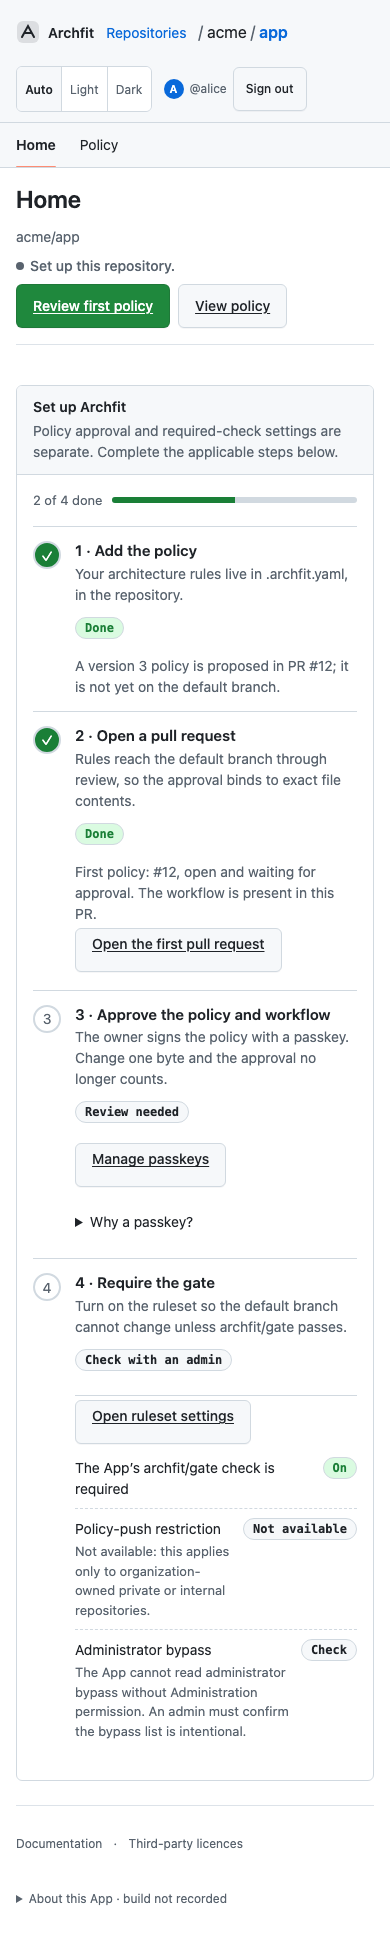 A Archfit Repositories / acme / app
Auto Light Dark A @alice Sign out
Home Policy
Home
acme/app
Set up this repository.
Review first policy View policy
Set up Archfit
Policy approval and required-check settings are
separate. Complete the applicable steps below.
2 of 4 done
1 · Add the policy
Your architecture rules live in .archfit.yaml,
in the repository.
Done
A version 3 policy is proposed in PR #12; it
is not yet on the default branch.
2 · Open a pull request
Rules reach the default branch through
review, so the approval binds to exact file
contents.
Done
First policy: #12, open and waiting for
approval. The workflow is present in this
PR.
Open the first pull request
3 3 · Approve the policy and workflow
The owner signs the policy with a passkey.
Change one byte and the approval no
longer counts.
Review needed
Manage passkeys
Why a passkey?
4 4 · Require the gate
Turn on the ruleset so the default branch
cannot change unless archfit/gate passes.
Check with an admin
Open ruleset settings
The App's archfit/gate check is On
required
Policy-push restriction Not available
Not available: this applies
only to organization-
owned private or internal
repositories.
Administrator bypass Check
The App cannot read administrator
bypass without Administration
permission. An admin must confirm
the bypass list is intentional.
Documentation · Third-party licences
About this App · build not recorded